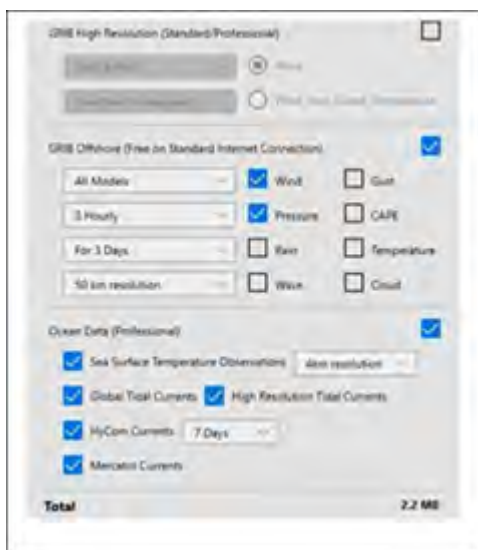 GRIB High Resolution (Standard/Professional)
GRIB Offshore (Free on Standard Internet Connection)
All Models Wind Gust
3 Hourly Pressure CAPE
For 3 Days Rain Temperature
50 km resolution Wave Cloud
Ocean Data (Professional)
Sea Surface Temperature Observations 4km resolution
Global Tidal Currents High Resolution Tidal Currents
HyCom Currents 7 Days
Mercator Currents
Total 2.2 MB